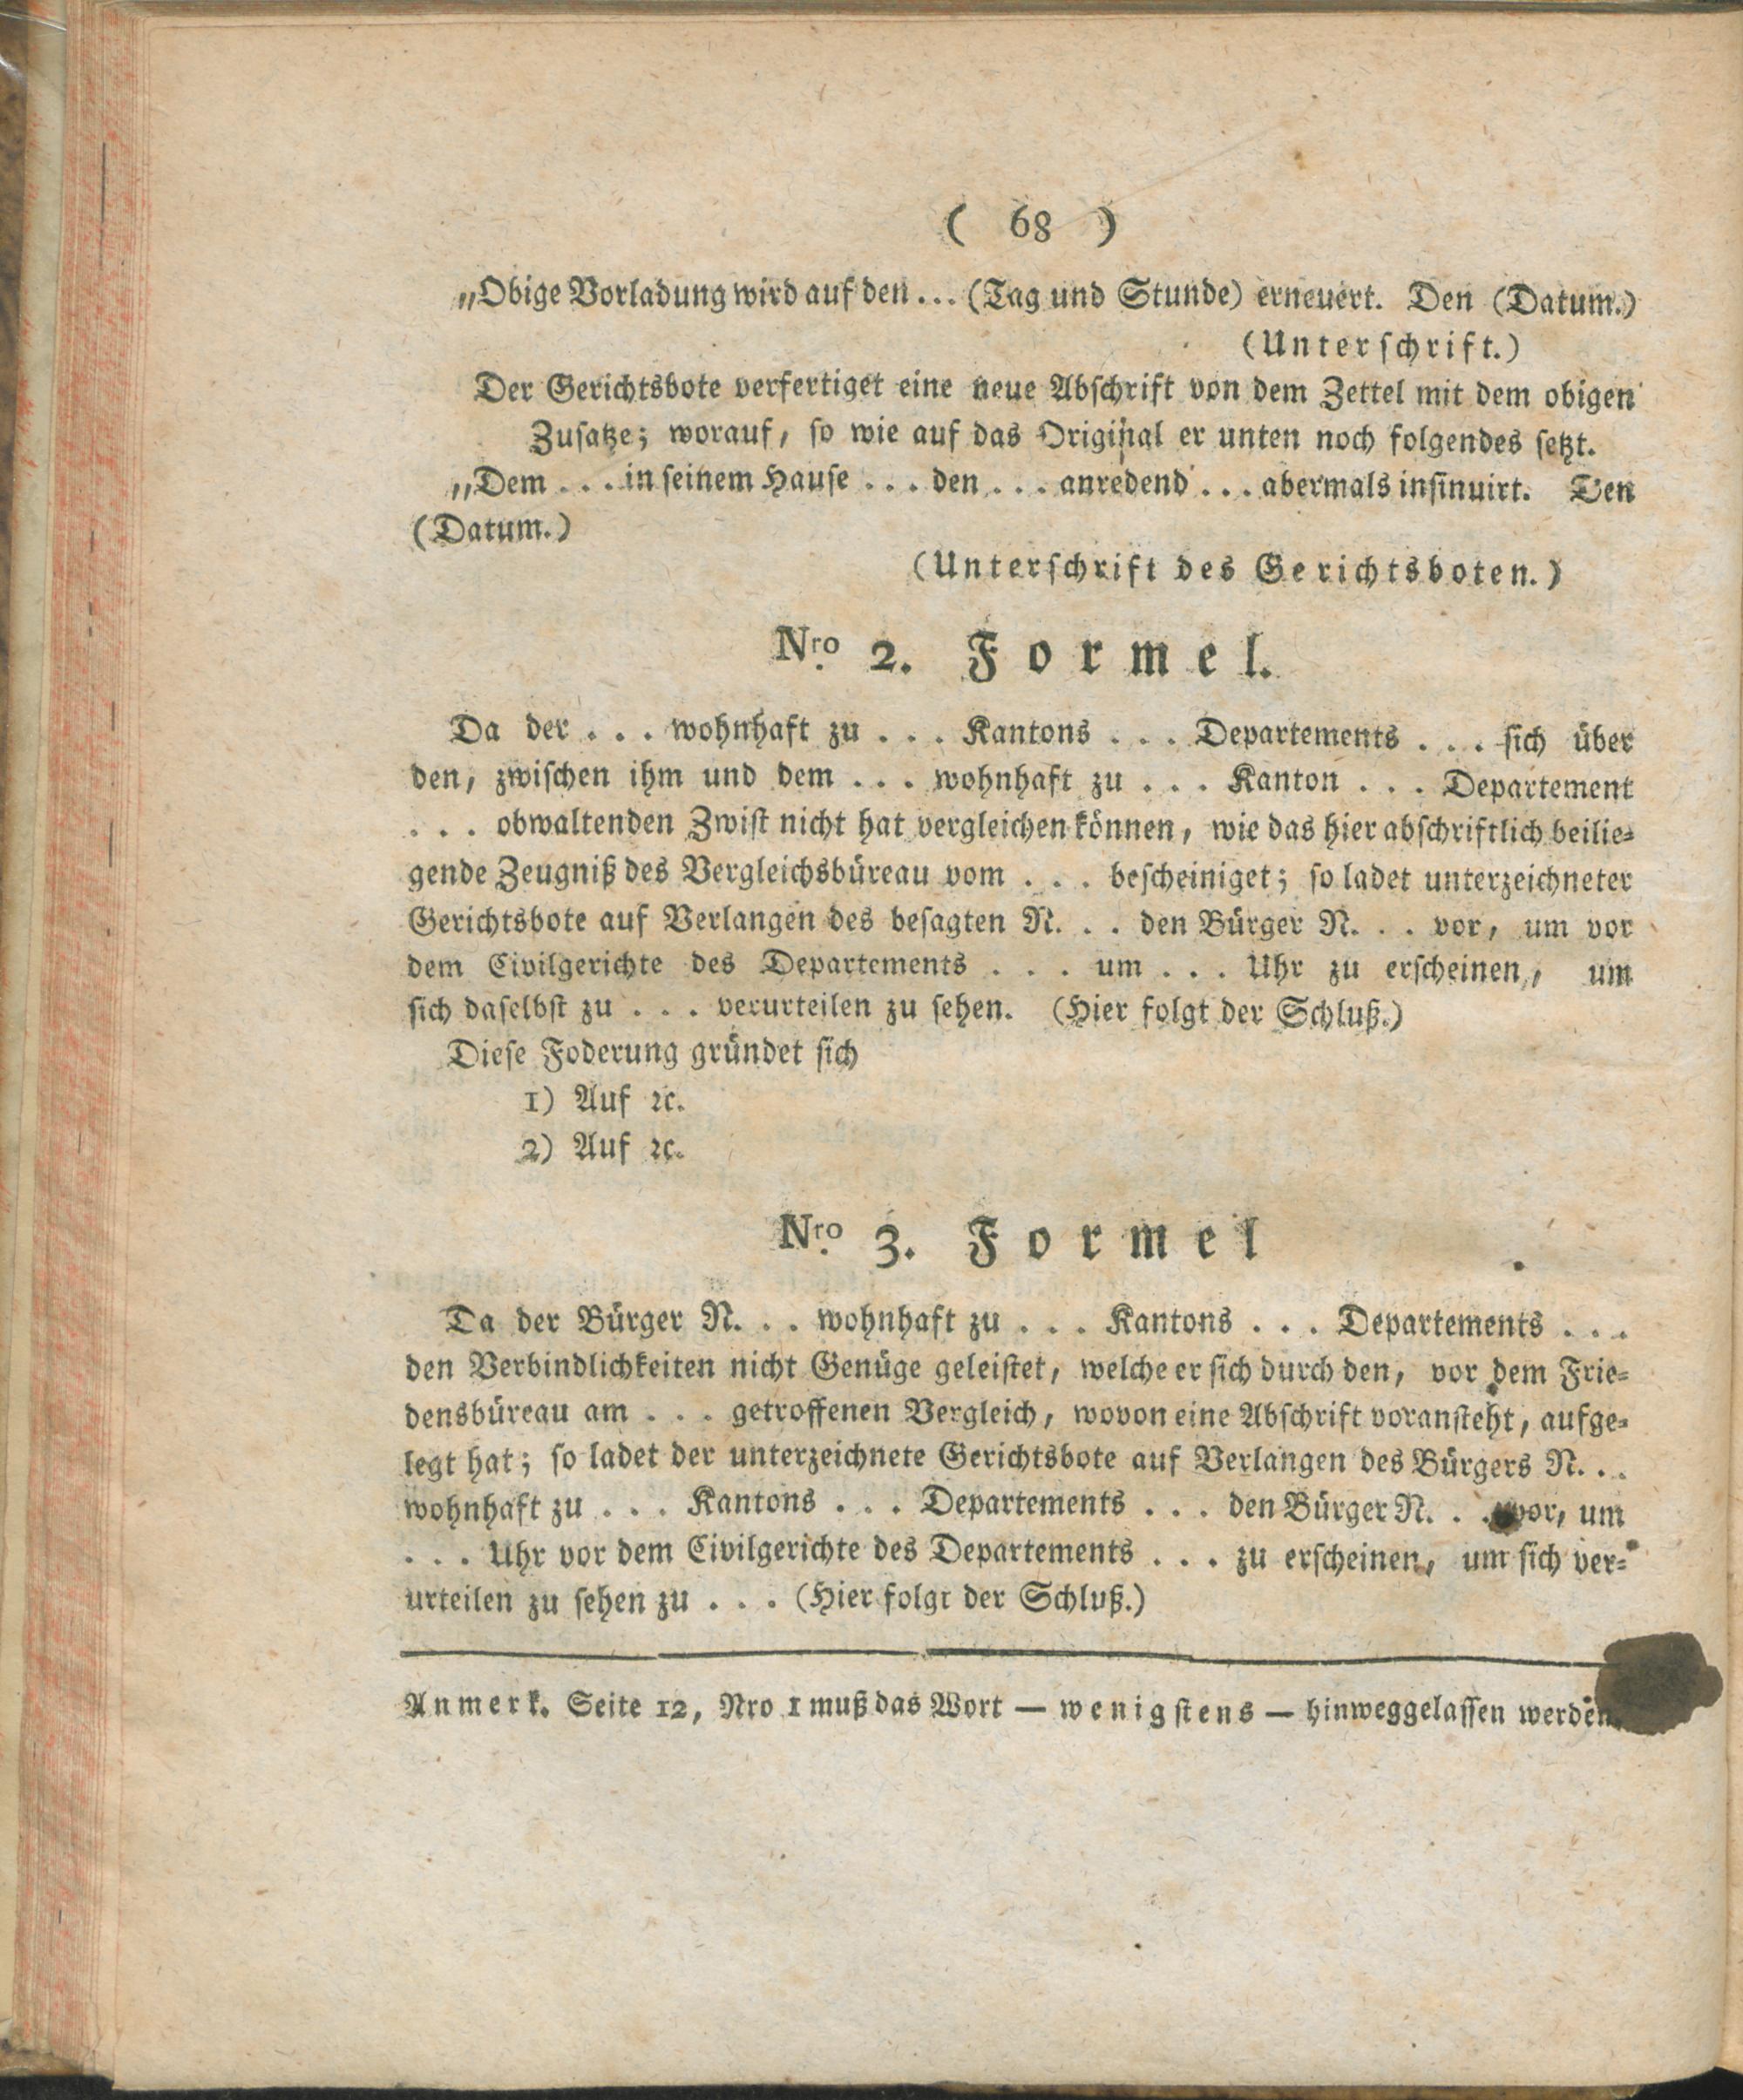 ( 68 )
„Obige Vorladung wird auf den... (Tag und Stunde) erneuert. Den (Datum.)
(Unterschrift.)
Der Gerichtsbote verfertiget eine neue Abschrift von dem Zettel mit dem obigen
Zusatze; worauf, so wie auf das Original er unten noch folgendes setzt.
„Dem ... in seinem Hause ... den ... anredend ... abermals insinuirt. Den
(Datum.)
(Unterschrift des Gerichtsboten.)
Nro. 2. Formel.
Da der . . . wohnhaft zu . . . Kantons . . . Departements . . . sich über
den, zwischen ihm und dem . . . wohnhaft zu . . . Kanton . . . Departement
. . . obwaltenden Zwist nicht hat vergleichen können, wie das hier abschriftlich beilie=
gende Zeugniß des Vergleichsbüreau vom . . . bescheiniget; so ladet unterzeichneter
Gerichtsbote auf Verlangen des besagten N. . . den Bürger N. . . vor, um vor
dem Civilgerichte des Departements . . . um . . . Uhr zu erscheinen, um
sich daselbst zu . . . verurteilen zu sehen. (Hier folgt der Schluß.)
Diese Foderung gründet sich
1) Auf ꝛc.
2) Auf ꝛc.
Nro. 3. Formel
Da der Bürger N. . . wohnhaft zu . . . Kantons . . . Departements . . .
den Verbindlichkeiten nicht Genüge geleistet, welche er sich durch den, vor dem Frie=
densbüreau am . . . getroffenen Vergleich, wovon eine Abschrift voransteht, aufge=
legt hat; so ladet der unterzeichnete Gerichtsbote auf Verlangen des Bürgers N. . .
wohnhaft zu . . . Kantons . . . Departements . . . den Bürger N. . . vor, um
. . . Uhr vor dem Civilgerichte des Departements . . . zu erscheinen, um sich ver=
urteilen zu sehen zu . . . (Hier folgt der Schluß.)
Anmerk. Seite 12, Nro 1 muß das Wort — wenigstens — hinweggelassen werden.